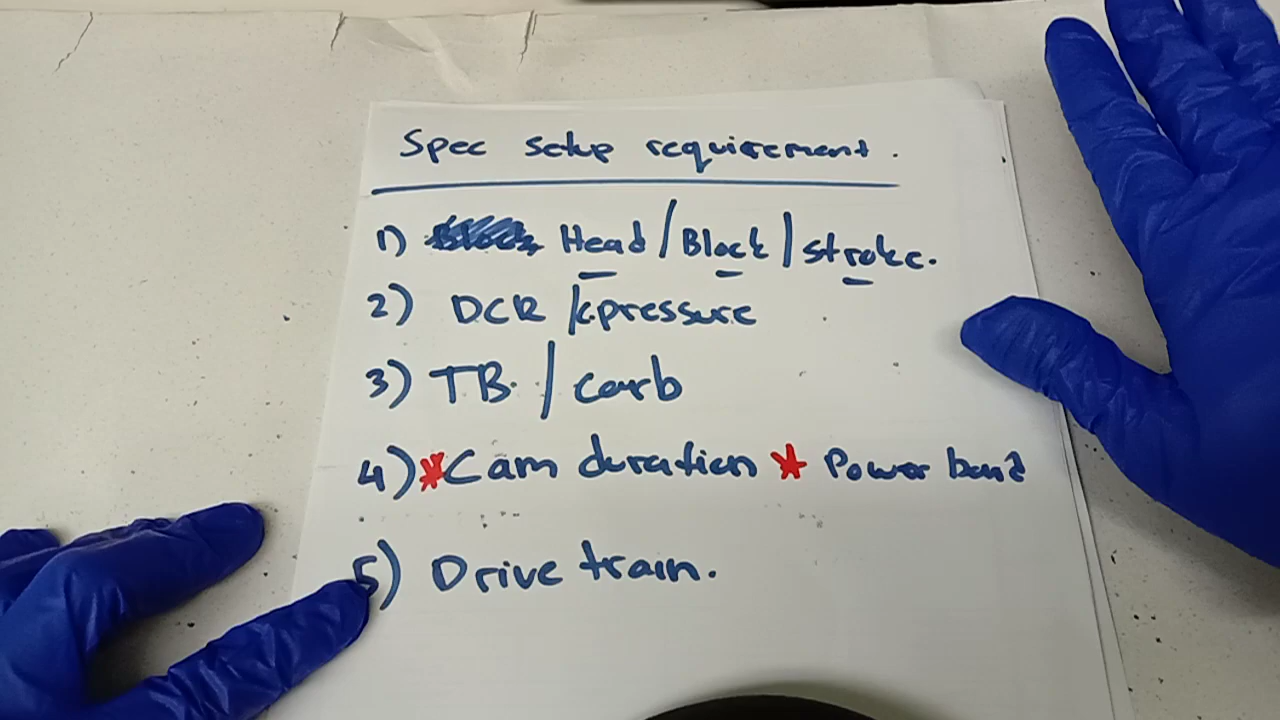 Spec setup requirement.
1) Head / Block / stroke.
2) DCR / cpressure
3) TB. / carb
4) *Cam duration * Power band
5) Drive train.